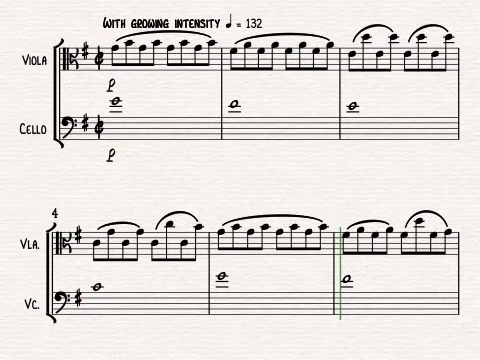 With growing intensity ♩ = 132
Viola
p
Cello
p
4
Vla.
Vc.